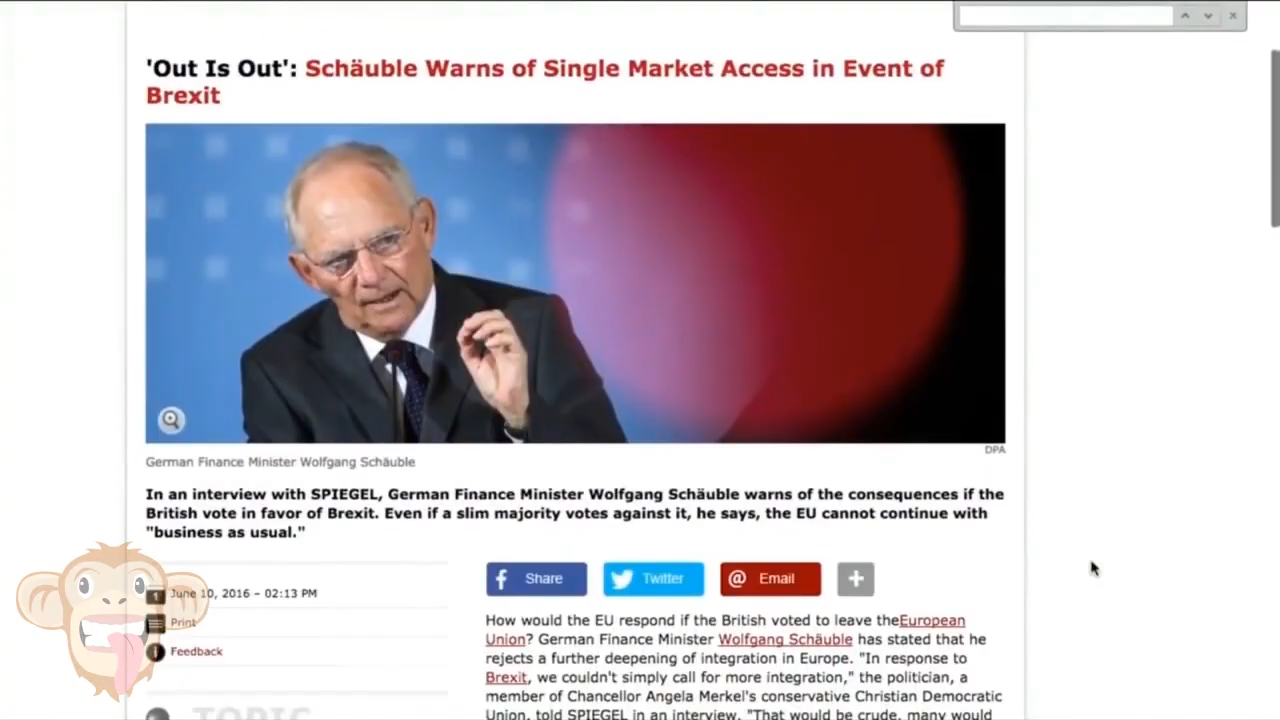 'Out Is Out': Schäuble Warns of Single Market Access in Event of
Brexit
DPA
German Finance Minister Wolfgang Schäuble
In an interview with SPIEGEL, German Finance Minister Wolfgang Schäuble warns of the consequences if the
British vote in favor of Brexit. Even if a slim majority votes against it, he says, the EU cannot continue with
"business as usual."
June 10, 2016 – 02:13 PM
Print
Feedback
TOPIC
Share
Twitter
Email
How would the EU respond if the British voted to leave theEuropean
Union? German Finance Minister Wolfgang Schäuble has stated that he
rejects a further deepening of integration in Europe. "In response to
Brexit, we couldn't simply call for more integration," the politician, a
member of Chancellor Angela Merkel's conservative Christian Democratic
Union, told SPIEGEL in an interview. "That would be crude, many would